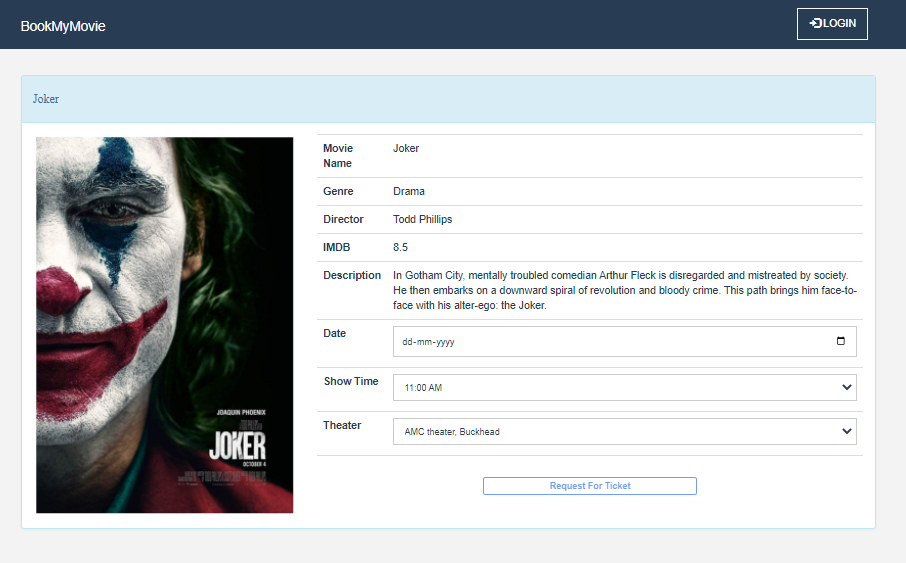 BookMyMovie
LOGIN
Joker
Movie Name Joker
Genre Drama
Director Todd Phillips
IMDB 8.5
Description In Gotham City, mentally troubled comedian Arthur Fleck is disregarded and mistreated by society.
He then embarks on a downward spiral of revolution and bloody crime. This path brings him face-to-
face with his alter-ego: the Joker.
Date dd-mm-yyyy
Show Time 11:00 AM
Theater AMC theater, Buckhead
Request For Ticket
JOAQUIN PHOENIX
JOKER
OCTOBER 4